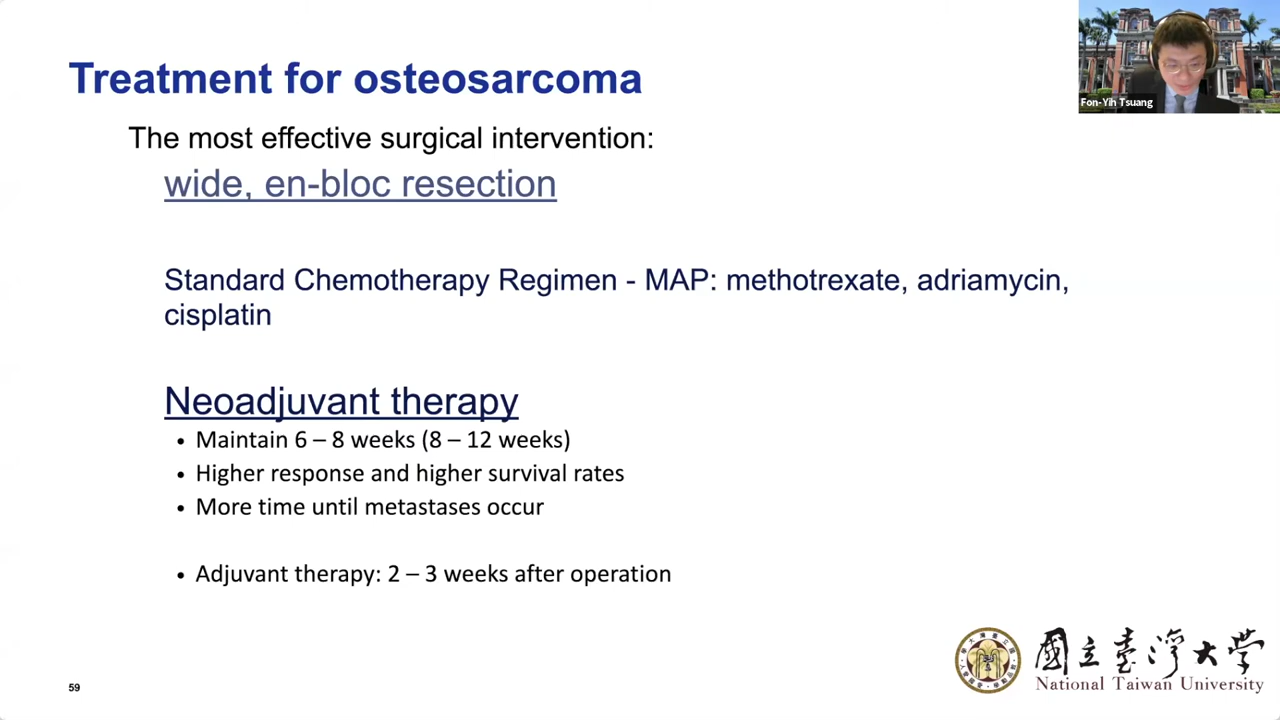 Treatment for osteosarcoma
Fon-Yih Tsuang
The most effective surgical intervention:
wide, en-bloc resection
Standard Chemotherapy Regimen - MAP: methotrexate, adriamycin,
cisplatin
Neoadjuvant therapy
• Maintain 6 – 8 weeks (8 – 12 weeks)
• Higher response and higher survival rates
• More time until metastases occur
• Adjuvant therapy: 2 – 3 weeks after operation
國立臺灣大學
National Taiwan University
59